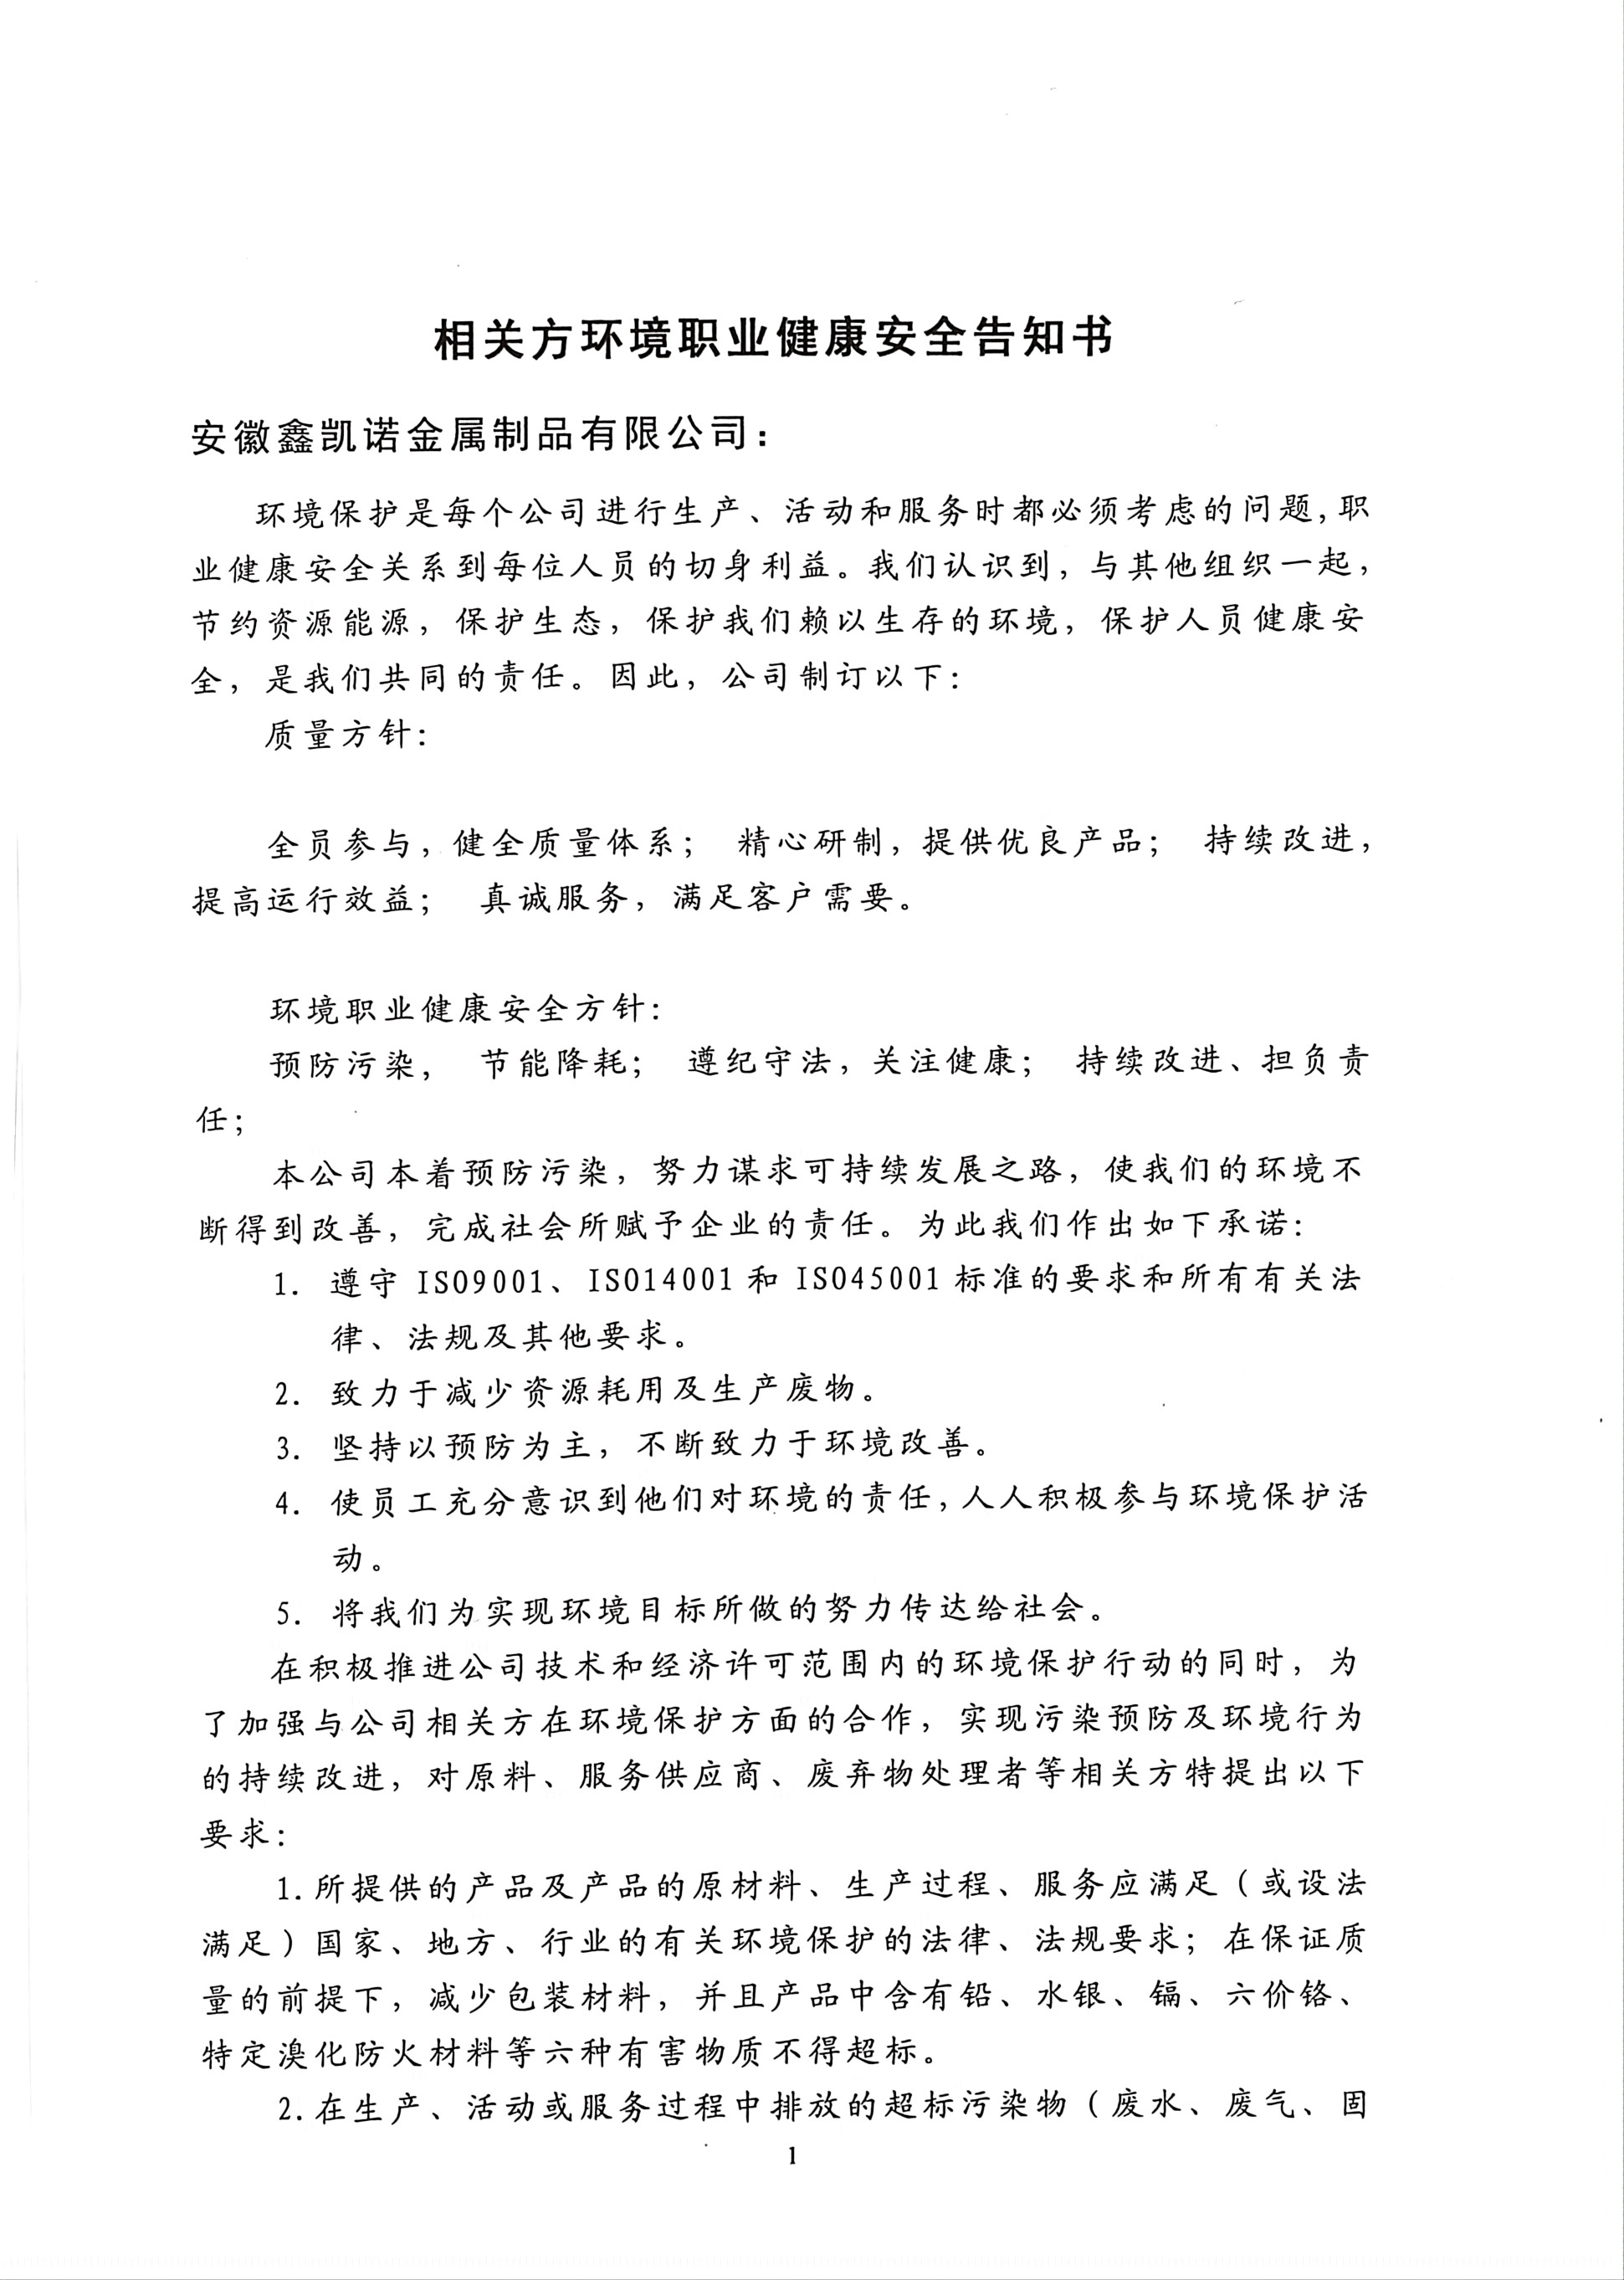 相关方环境职业健康安全告知书
安徽鑫凯诺金属制品有限公司：
环境保护是每个公司进行生产、活动和服务时都必须考虑的问题，职
业健康安全关系到每位人员的切身利益。我们认识到，与其他组织一起，
节约资源能源，保护生态，保护我们赖以生存的环境，保护人员健康安
全，是我们共同的责任。因此，公司制订以下：
质量方针：
全员参与，健全质量体系； 精心研制，提供优良产品； 持续改进，
提高运行效益； 真诚服务，满足客户需要。
环境职业健康安全方针：
预防污染， 节能降耗； 遵纪守法，关注健康； 持续改进、担负责
任；
本公司本着预防污染，努力谋求可持续发展之路，使我们的环境不
断得到改善，完成社会所赋予企业的责任。为此我们作出如下承诺：
1. 遵守 ISO9001、ISO14001 和 ISO45001 标准的要求和所有有关法
律、法规及其他要求。
2. 致力于减少资源耗用及生产废物。
3. 坚持以预防为主，不断致力于环境改善。
4. 使员工充分意识到他们对环境的责任，人人积极参与环境保护活
动。
5. 将我们为实现环境目标所做的努力传达给社会。
在积极推进公司技术和经济许可范围内的环境保护行动的同时，为
了加强与公司相关方在环境保护方面的合作，实现污染预防及环境行为
的持续改进，对原料、服务供应商、废弃物处理者等相关方特提出以下
要求：
1.所提供的产品及产品的原材料、生产过程、服务应满足（或设法
满足）国家、地方、行业的有关环境保护的法律、法规要求；在保证质
量的前提下，减少包装材料，并且产品中含有铅、水银、镉、六价铬、
特定溴化防火材料等六种有害物质不得超标。
2.在生产、活动或服务过程中排放的超标污染物（废水、废气、固
1